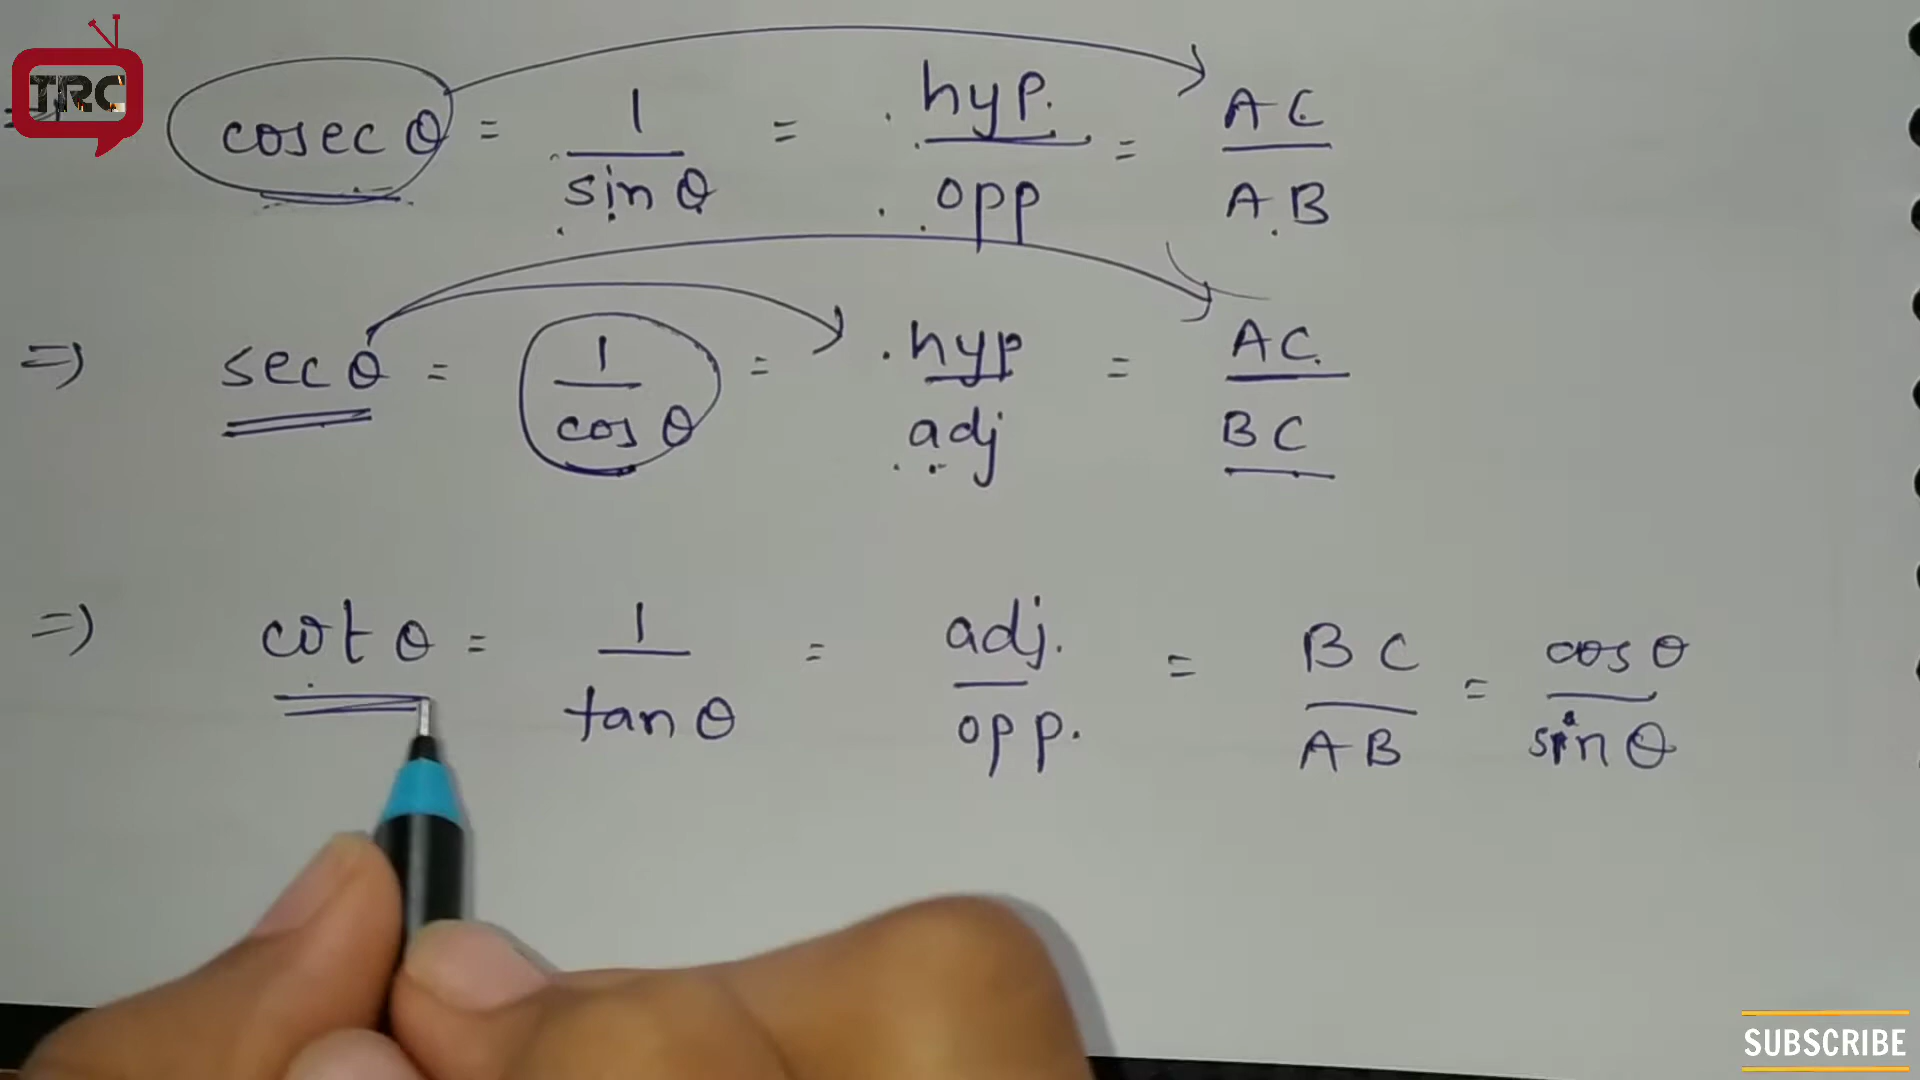 TRC
=> cosec θ = 1/sin θ = hyp./opp = AC/AB
=> sec θ = 1/cos θ = hyp/adj = AC/BC
=> cot θ = 1/tan θ = adj./opp. = BC/AB = cos θ/sin θ
SUBSCRIBE